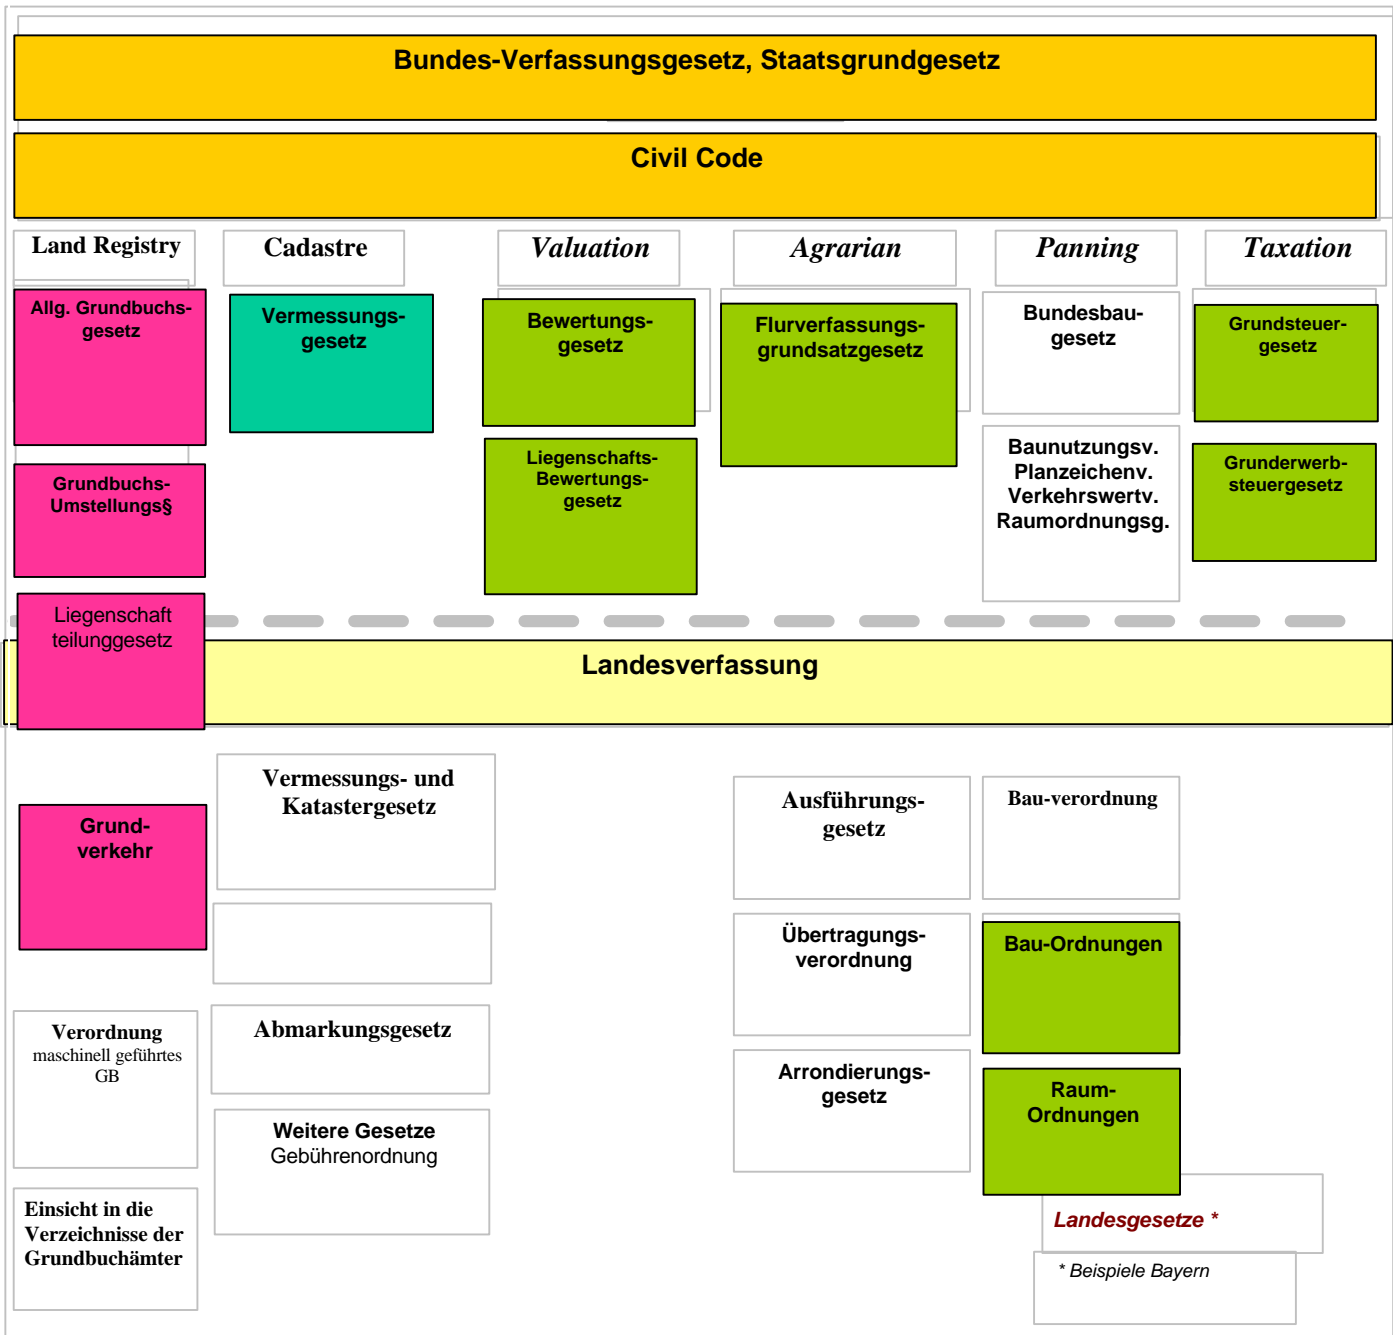 Bundes-Verfassungsgesetz, Staatsgrundgesetz
Civil Code
Land Registry
Cadastre
Valuation
Agrarian
Panning
Taxation
Allg. Grundbuchs-
gesetz
Vermessungs-
gesetz
Bewertungs-
gesetz
Flurverfassungs-
grundsatzgesetz
Bundesbau-
gesetz
Grundsteuer-
gesetz
Grundbuchs-
Umstellungs§
Liegenschafts-
Bewertungs-
gesetz
Baunutzungsv.
Planzeichenv.
Verkehrswertv.
Raumordnungsg.
Grunderwerb-
steuergesetz
Liegenschaft
teilunggesetz
Landesverfassung
Grund-
verkehr
Vermessungs- und
Katastergesetz
Ausführungs-
gesetz
Bau-verordnung
Übertragungs-
verordnung
Bau-Ordnungen
Verordnung
maschinell geführtes
GB
Abmarkungsgesetz
Arrondierungs-
gesetz
Raum-
Ordnungen
Weitere Gesetze
Gebührenordnung
Einsicht in die
Verzeichnisse der
Grundbuchämter
Landesgesetze *
* Beispiele Bayern